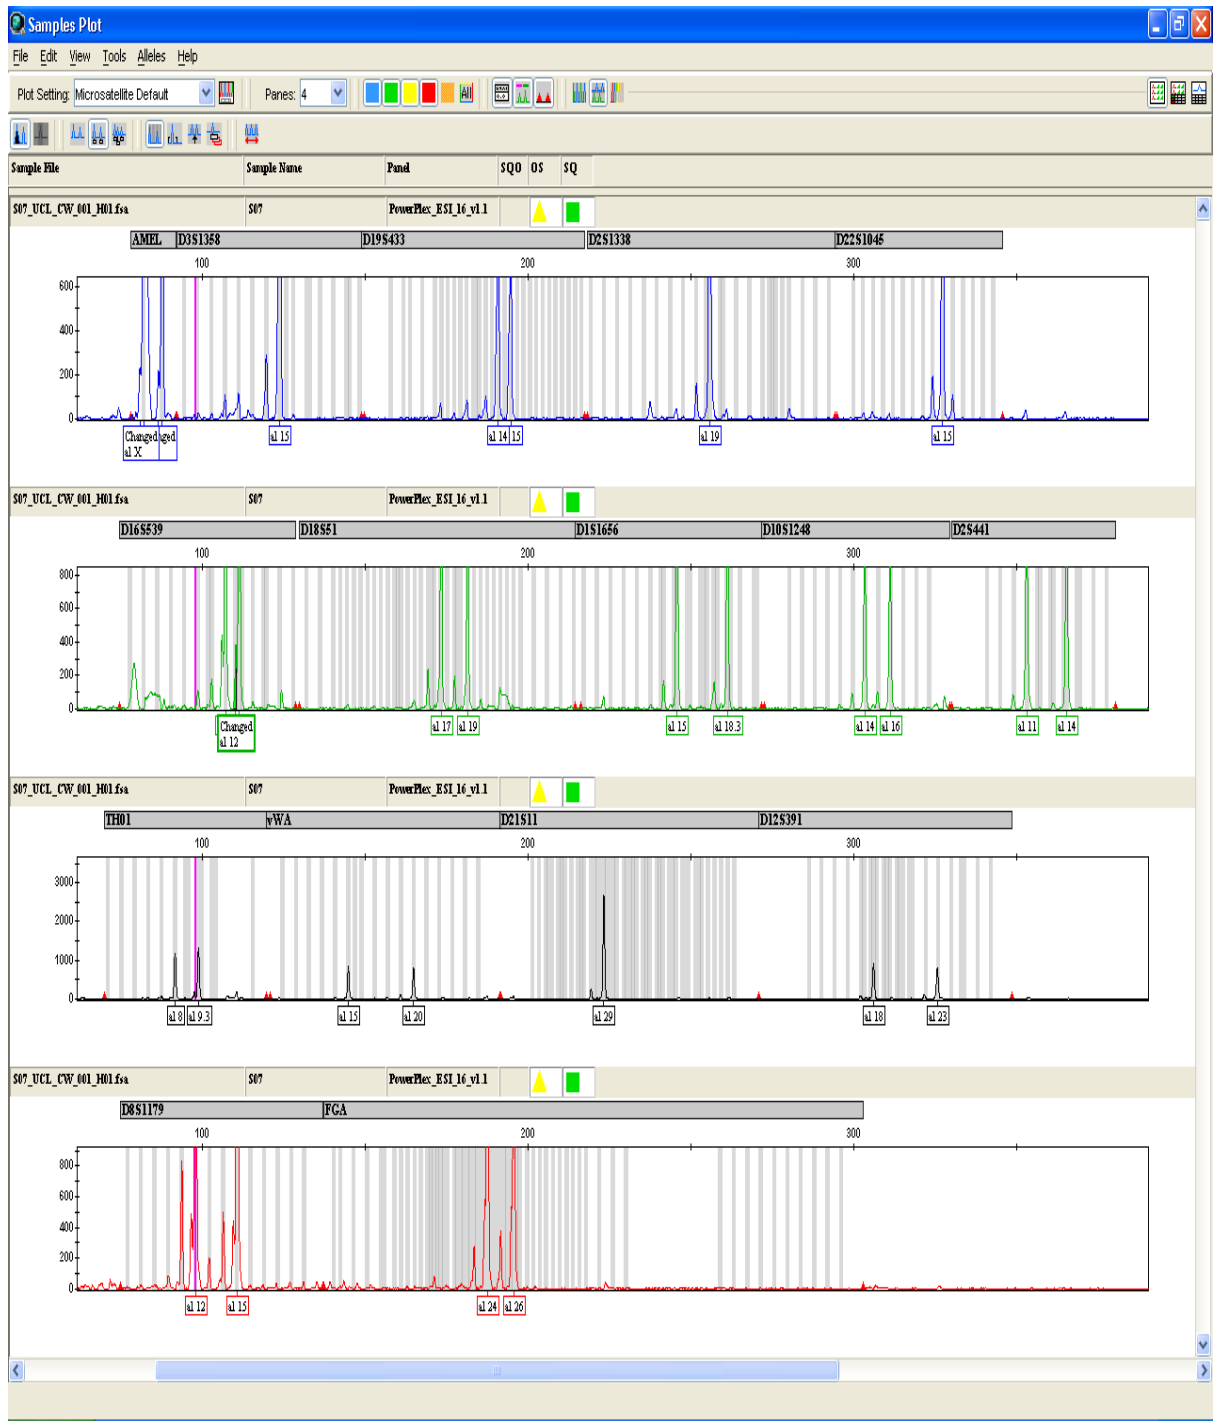 Samples Plot
File Edit View Tools Alleles Help
Plot Setting: Microsatellite Default Panes: 4 All
Sample File Sample Name Panel SQO OS SQ
S07_UCL_CW_001_H01.fsa S07 PowerPlex_ESI_16_v1.1
AMEL D3S1358 D19S433 D2S1338 D22S1045
100 200 300
600
400
200
0
Changed
al X
al 15 al 14 15 al 19 al 15
S07_UCL_CW_001_H01.fsa S07 PowerPlex_ESI_16_v1.1
D16S539 D18S51 D1S1656 D10S1248 D2S441
100 200 300
800
600
400
200
0
Changed
al 12
al 17 al 19 al 15 al 18.3 al 14 al 16 al 11 al 14
S07_UCL_CW_001_H01.fsa S07 PowerPlex_ESI_16_v1.1
TH01 vWA D21S11 D12S391
100 200 300
3000
2000
1000
0
al 8 al 9.3 al 15 al 20 al 29 al 18 al 23
S07_UCL_CW_001_H01.fsa S07 PowerPlex_ESI_16_v1.1
D8S1179 FGA
100 200 300
800
600
400
200
0
al 12 al 15 al 24 al 26